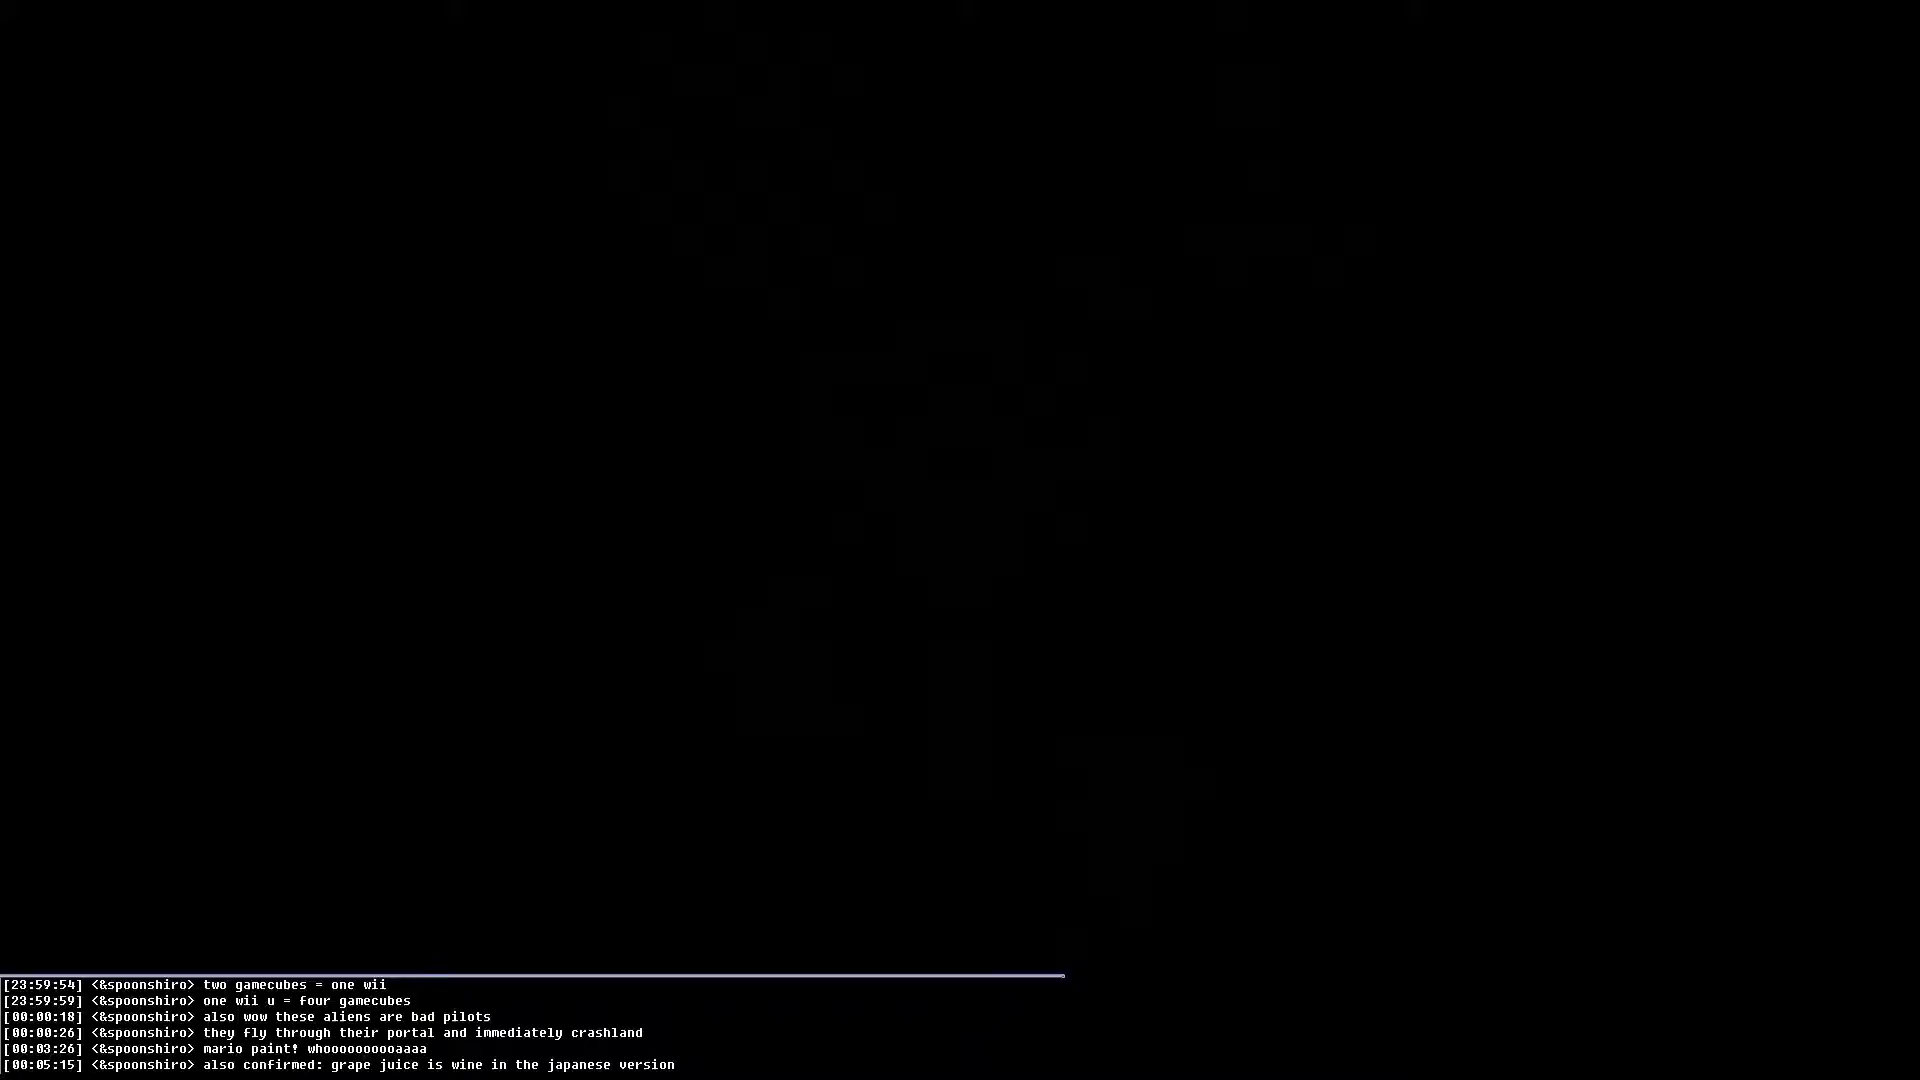 [23:59:54] <&spoonshiro> two gamecubes = one wii
[23:59:59] <&spoonshiro> one wii u = four gamecubes
[00:00:18] <&spoonshiro> also wow these aliens are bad pilots
[00:00:26] <&spoonshiro> they fly through their portal and immediately crashland
[00:03:26] <&spoonshiro> mario paint! whoooooooooaaaa
[00:05:15] <&spoonshiro> also confirmed: grape juice is wine in the japanese version